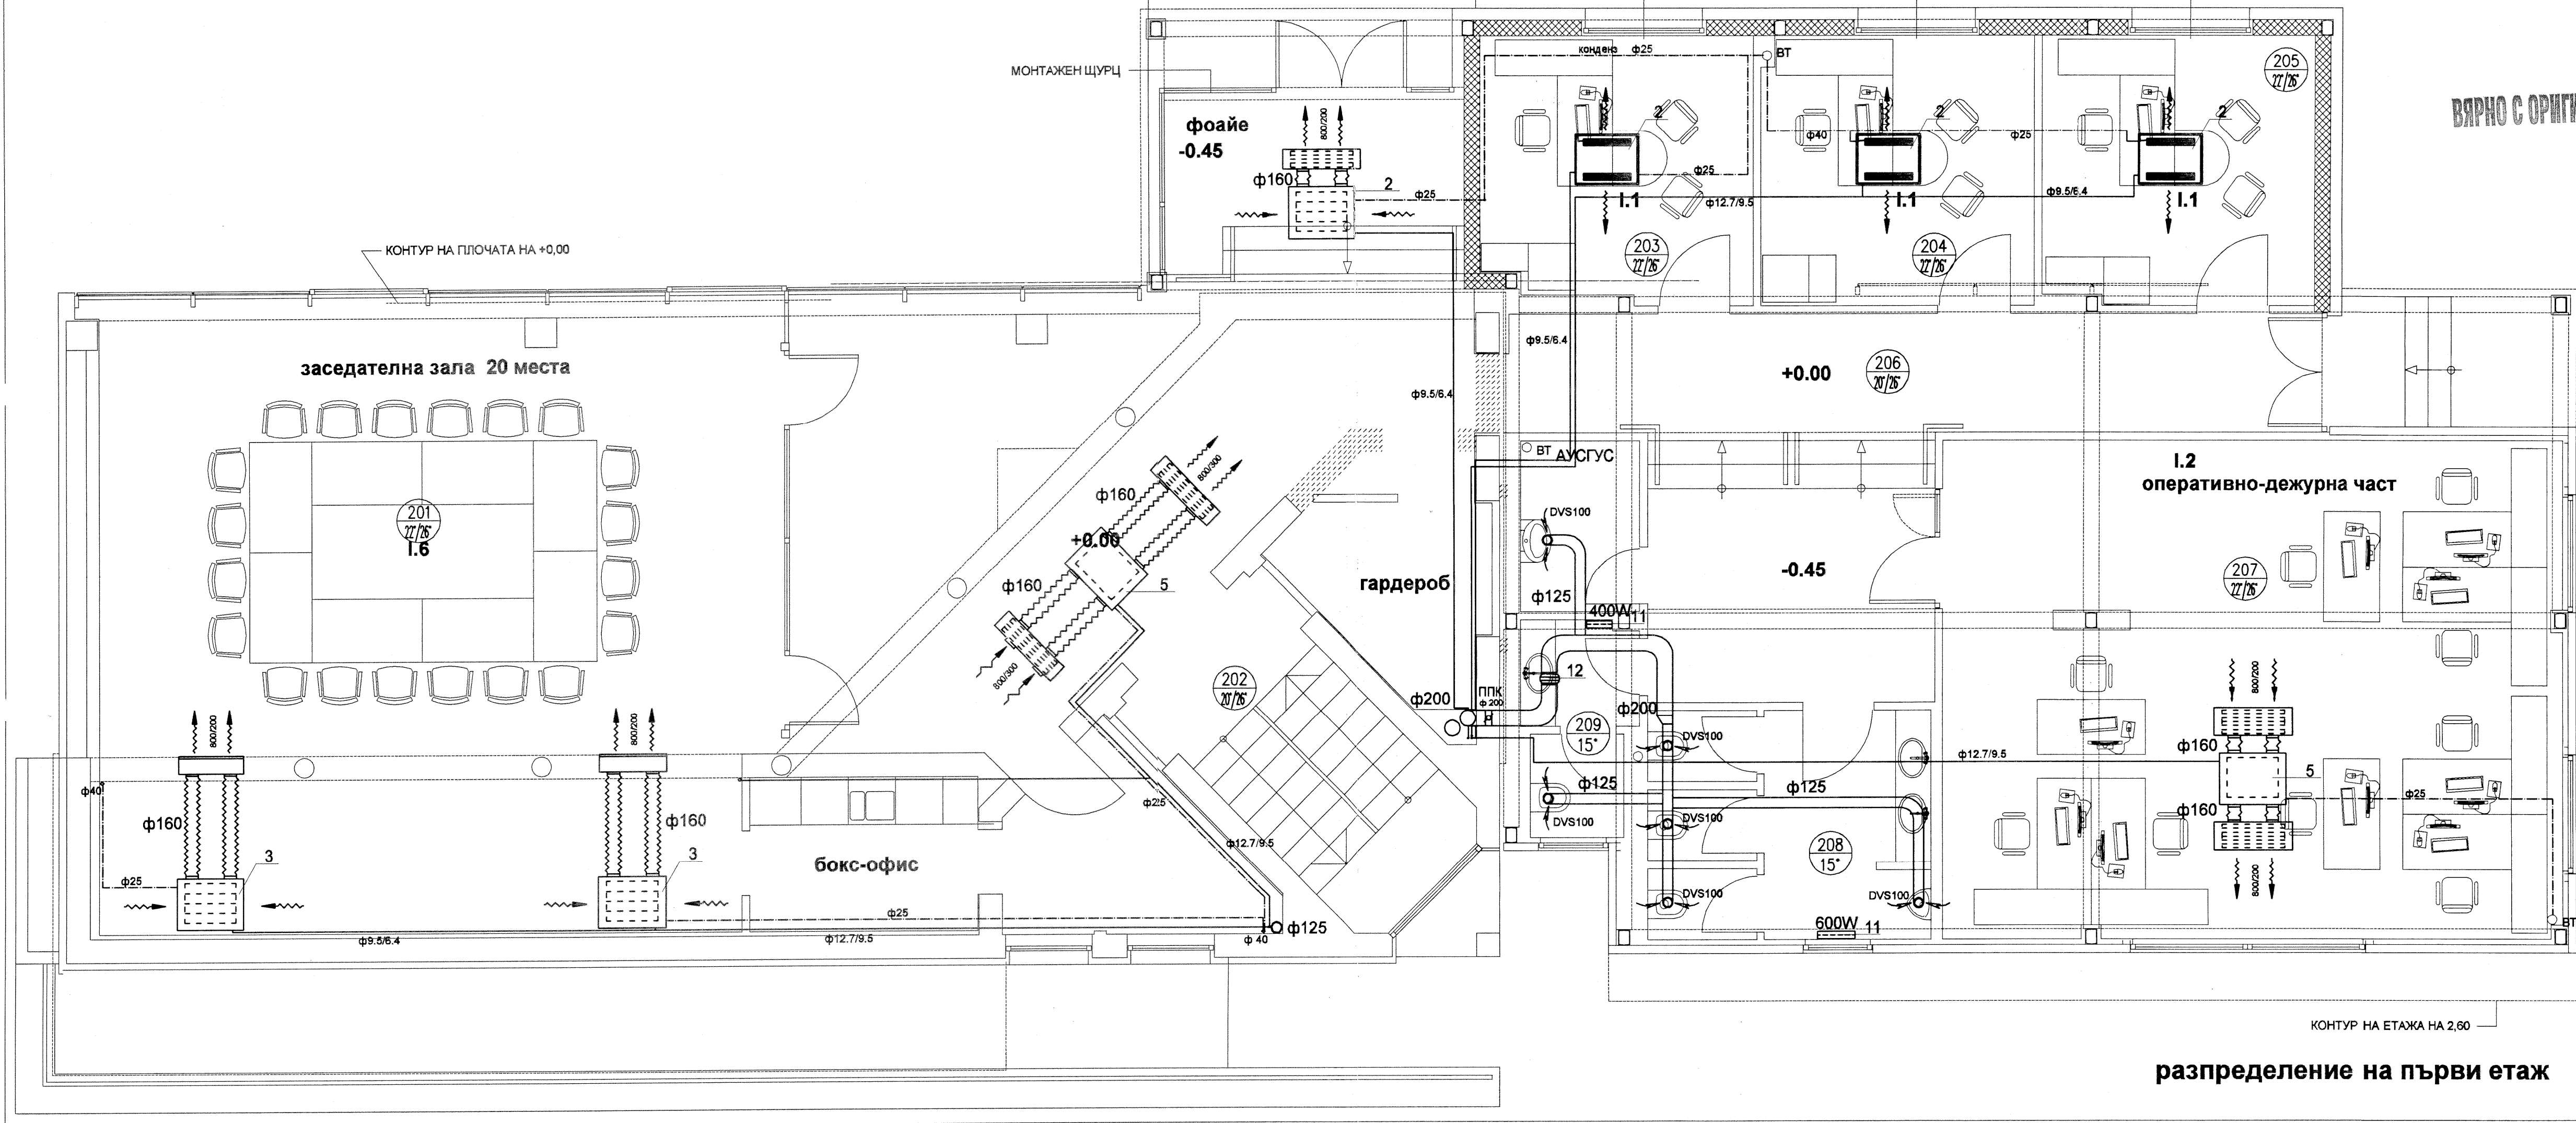 МОНТАЖЕН ЩУРЦ
фоайе
-0.45
800/200
ф160
2
ф25
конденз ф25
ВТ
205
22°/26°
2
2
2
ф40
ф25
ф25
I.1
I.1
I.1
ф12.7/9.5
ф9.5/6.4
203
22°/26°
204
22°/26°
КОНТУР НА ПЛОЧАТА НА +0,00
заседателна зала 20 места
201
22°/26°
I.6
ф9.5/6.4
ф9.5/6.4
+0.00
206
20°/26°
ВТ АУСГУС
I.2
оперативно-дежурна част
800/300
ф160
+0.00
ф160
5
800/300
гардероб
DVS100
ф125
-0.45
207
22°/26°
400W 11
12
202
20°/26°
ф200
ППК
ф 200
ф200
209
15°
DVS100
800/200
800/200
800/200
ф160
5
ф160
ф25
ф12.7/9.5
ф125
ф125
DVS100
DVS100
ф40
ф160
ф160
ф25
ф12.7/9.5
бокс-офис
208
15°
3
3
ф25
ф25
DVS100
DVS100
800/200
ВТ
600W 11
ф9.5/6.4
ф12.7/9.5
ф 40
ф125
КОНТУР НА ЕТАЖА НА 2,60
разпределение на първи етаж
ВЯРНО С